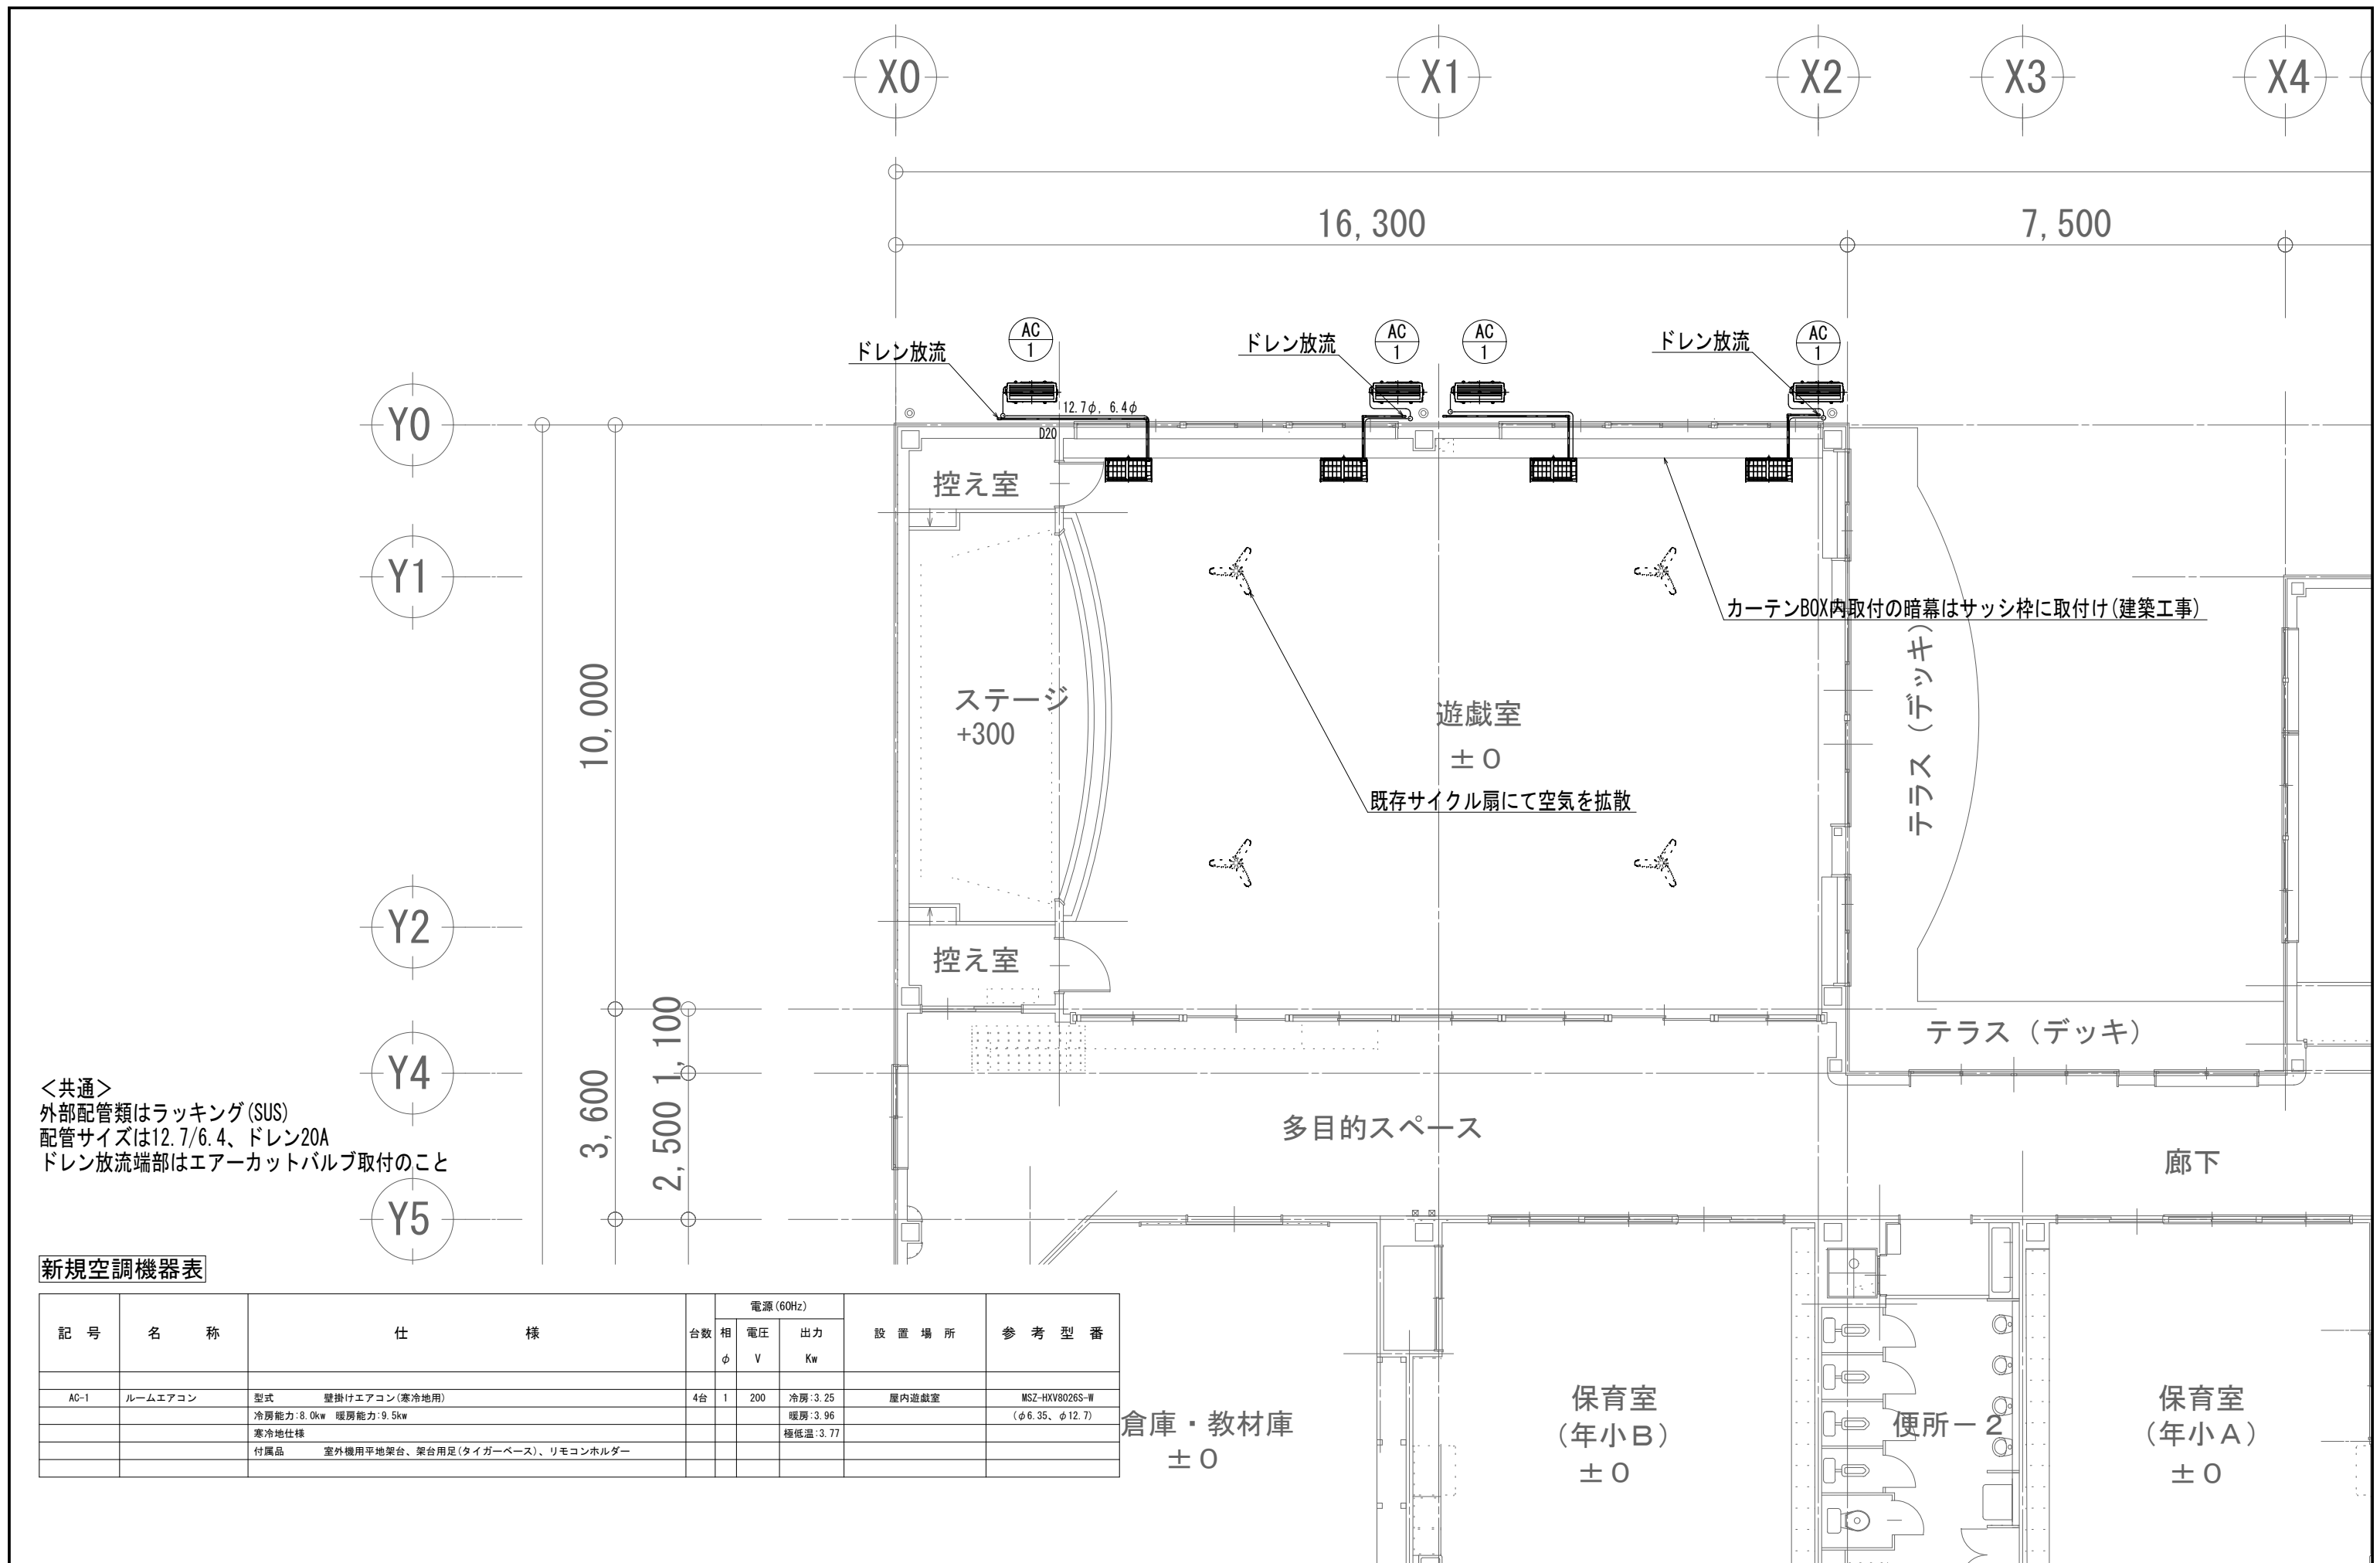 X0
X1
X2
X3
X4
16,300
7,500
AC
1
AC
1
AC
1
AC
1
ドレン放流
ドレン放流
ドレン放流
12.7φ, 6.4φ
D20
Y0
Y1
Y2
Y4
Y5
10,000
3,600
1,100
2,500
控え室
ステージ
+300
控え室
遊戯室
±0
カーテンBOX内取付の暗幕はサッシ枠に取付け(建築工事)
既存サイクル扇にて空気を拡散
テラス(デッキ)
テラス(デッキ)
多目的スペース
廊下
<共通>
外部配管類はラッキング(SUS)
配管サイズは12.7/6.4、ドレン20A
ドレン放流端部はエアーカットバルブ取付のこと
新規空調機器表
記号 名称 仕様 台数 電源(60Hz) 設置場所 参考型番
相 電圧 出力
φ V Kw
AC-1 ルームエアコン 型式 壁掛けエアコン(寒冷地用) 4台 1 200 冷房:3.25 屋内遊戯室 MSZ-HXV8026S-W
冷房能力:8.0kw 暖房能力:9.5kw 暖房:3.96 (φ6.35、φ12.7)
寒冷地仕様 極低温:3.77
付属品 室外機用平地架台、架台用足(タイガーベース)、リモコンホルダー
倉庫・教材庫
±0
保育室
(年小B)
±0
便所-2
保育室
(年小A)
±0